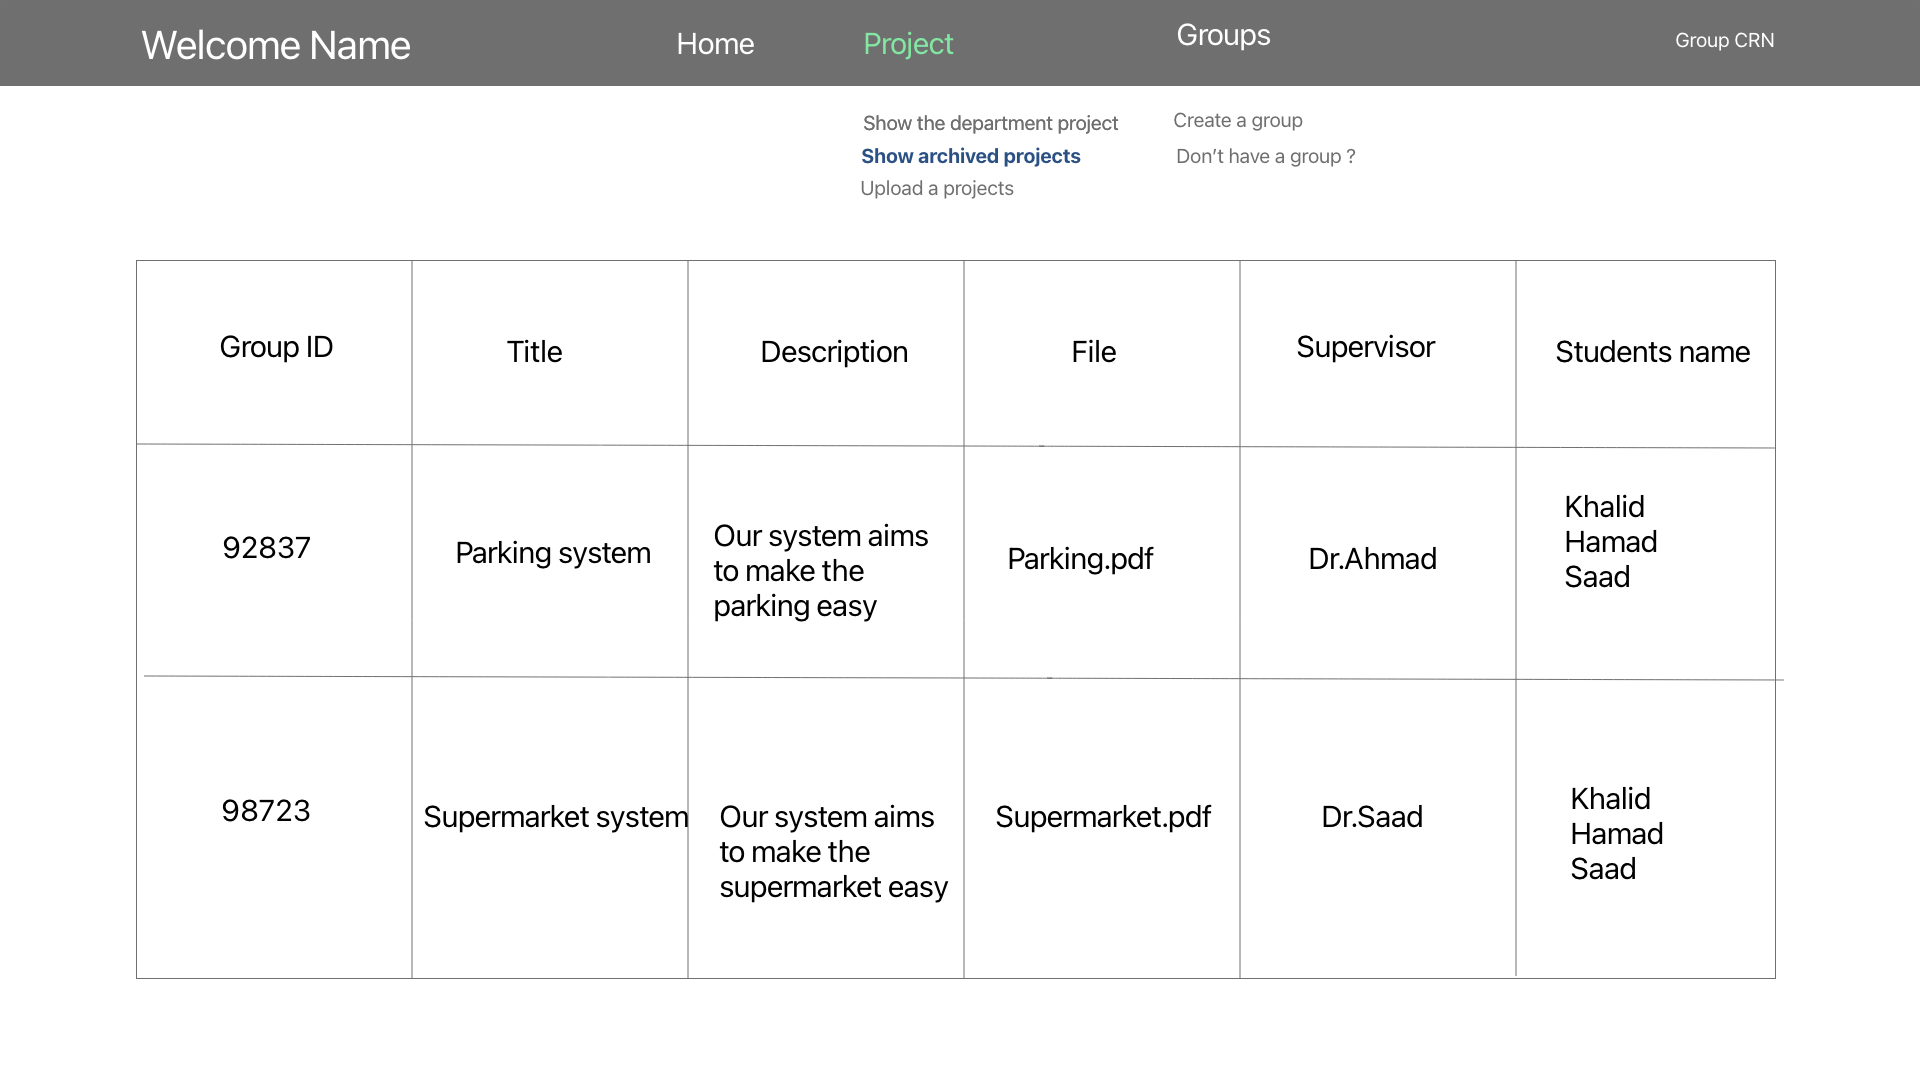 Welcome Name
Home
Project
Groups
Group CRN
Show the department project
Create a group
Show archived projects
Don’t have a group ?
Upload a projects
Group ID
Title
Description
File
Supervisor
Students name
92837
Parking system
Our system aims
to make the
parking easy
Parking.pdf
Dr.Ahmad
Khalid
Hamad
Saad
98723
Supermarket system
Our system aims
to make the
supermarket easy
Supermarket.pdf
Dr.Saad
Khalid
Hamad
Saad